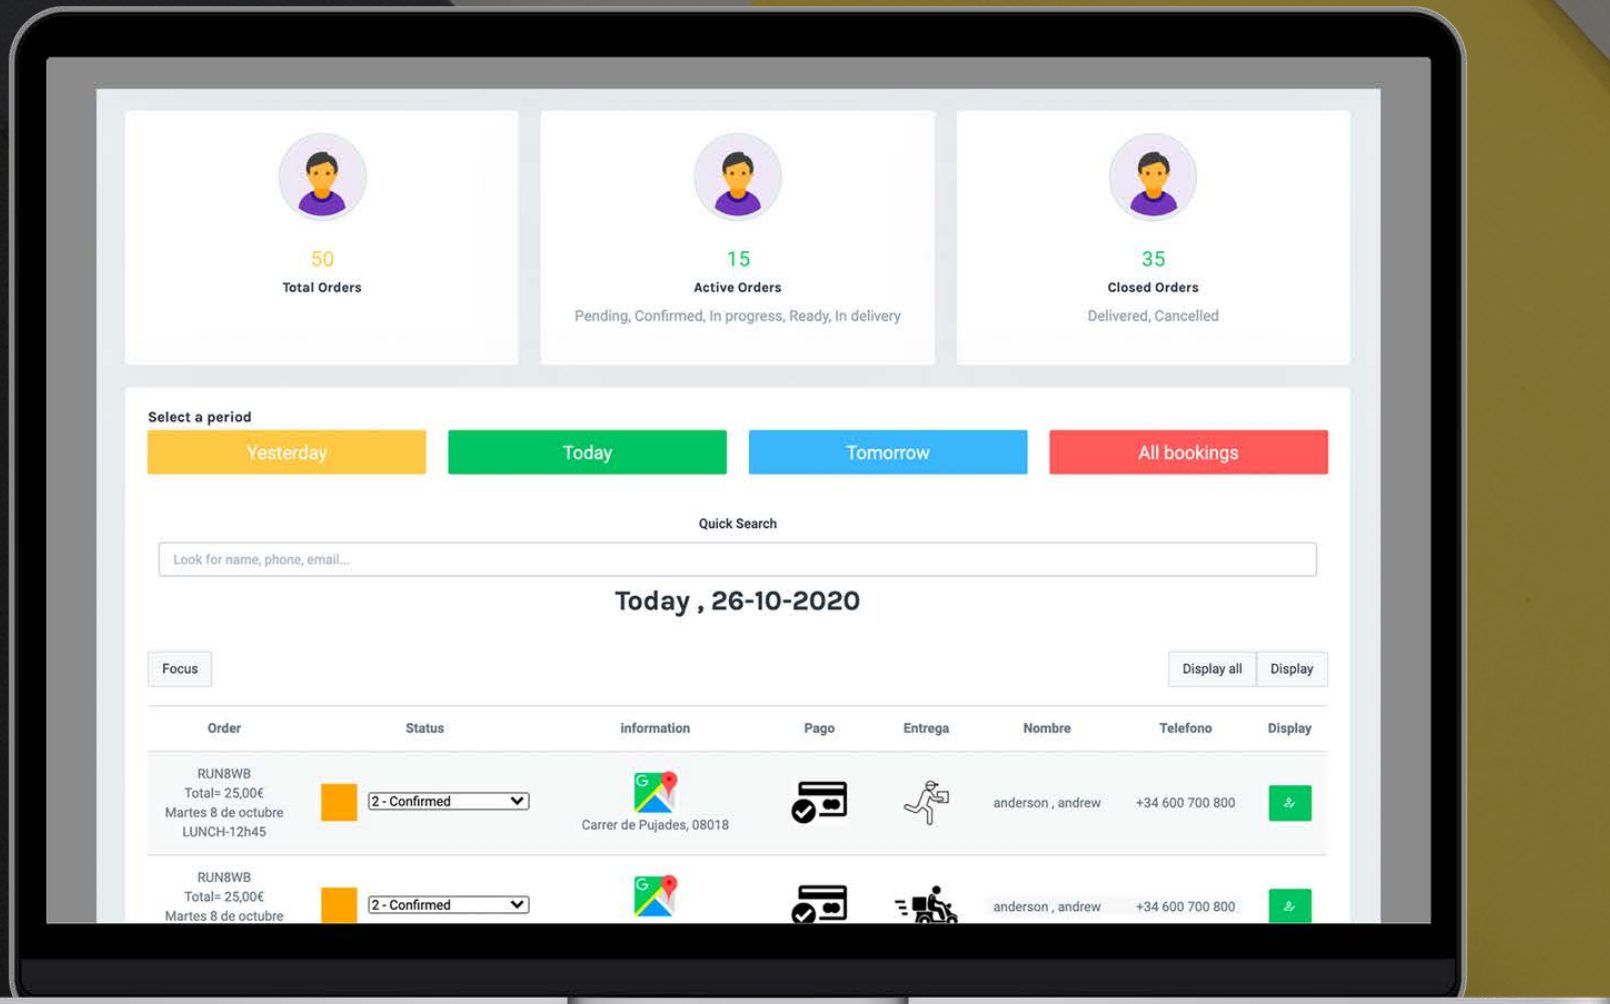 50
Total Orders
15
Active Orders
Pending, Confirmed, In progress, Ready, In delivery
35
Closed Orders
Delivered, Cancelled
Select a period
Yesterday
Today
Tomorrow
All bookings
Quick Search
Look for name, phone, email...
Today , 26-10-2020
Focus
Display all
Display
Order Status information Pago Entrega Nombre Telefono Display
RUN8WB
Total= 25,00€
Martes 8 de octubre
LUNCH-12h45
2 - Confirmed
G
Carrer de Pujades, 08018
anderson , andrew
+34 600 700 800
RUN8WB
Total= 25,00€
Martes 8 de octubre
2 - Confirmed
G
anderson , andrew
+34 600 700 800